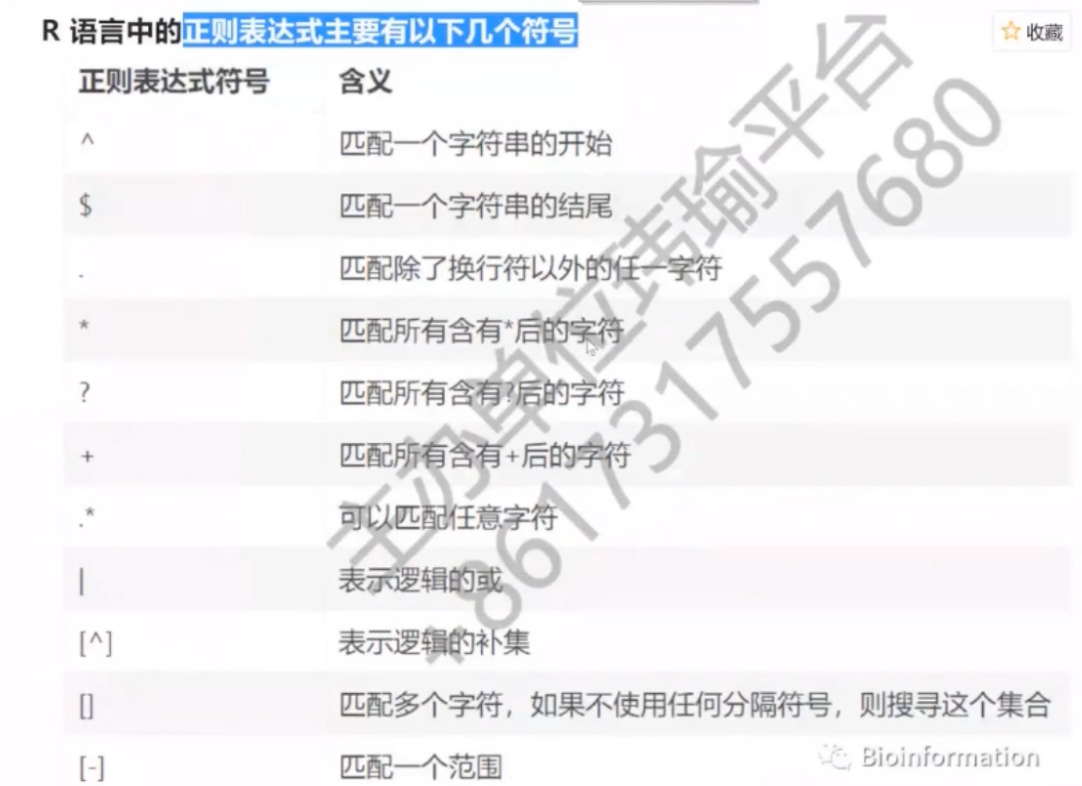 R 语言中的正则表达式主要有以下几个符号
收藏
正则表达式符号 含义
^ 匹配一个字符串的开始
$ 匹配一个字符串的结尾
. 匹配除了换行符以外的任一字符
* 匹配所有含有*后的字符
? 匹配所有含有?后的字符
+ 匹配所有含有+后的字符
.* 可以匹配任意字符
| 表示逻辑的或
[^] 表示逻辑的补集
[] 匹配多个字符，如果不使用任何分隔符号，则搜寻这个集合
[-] 匹配一个范围
主办单位玮瑜平台
+8617317557680
Bioinformation